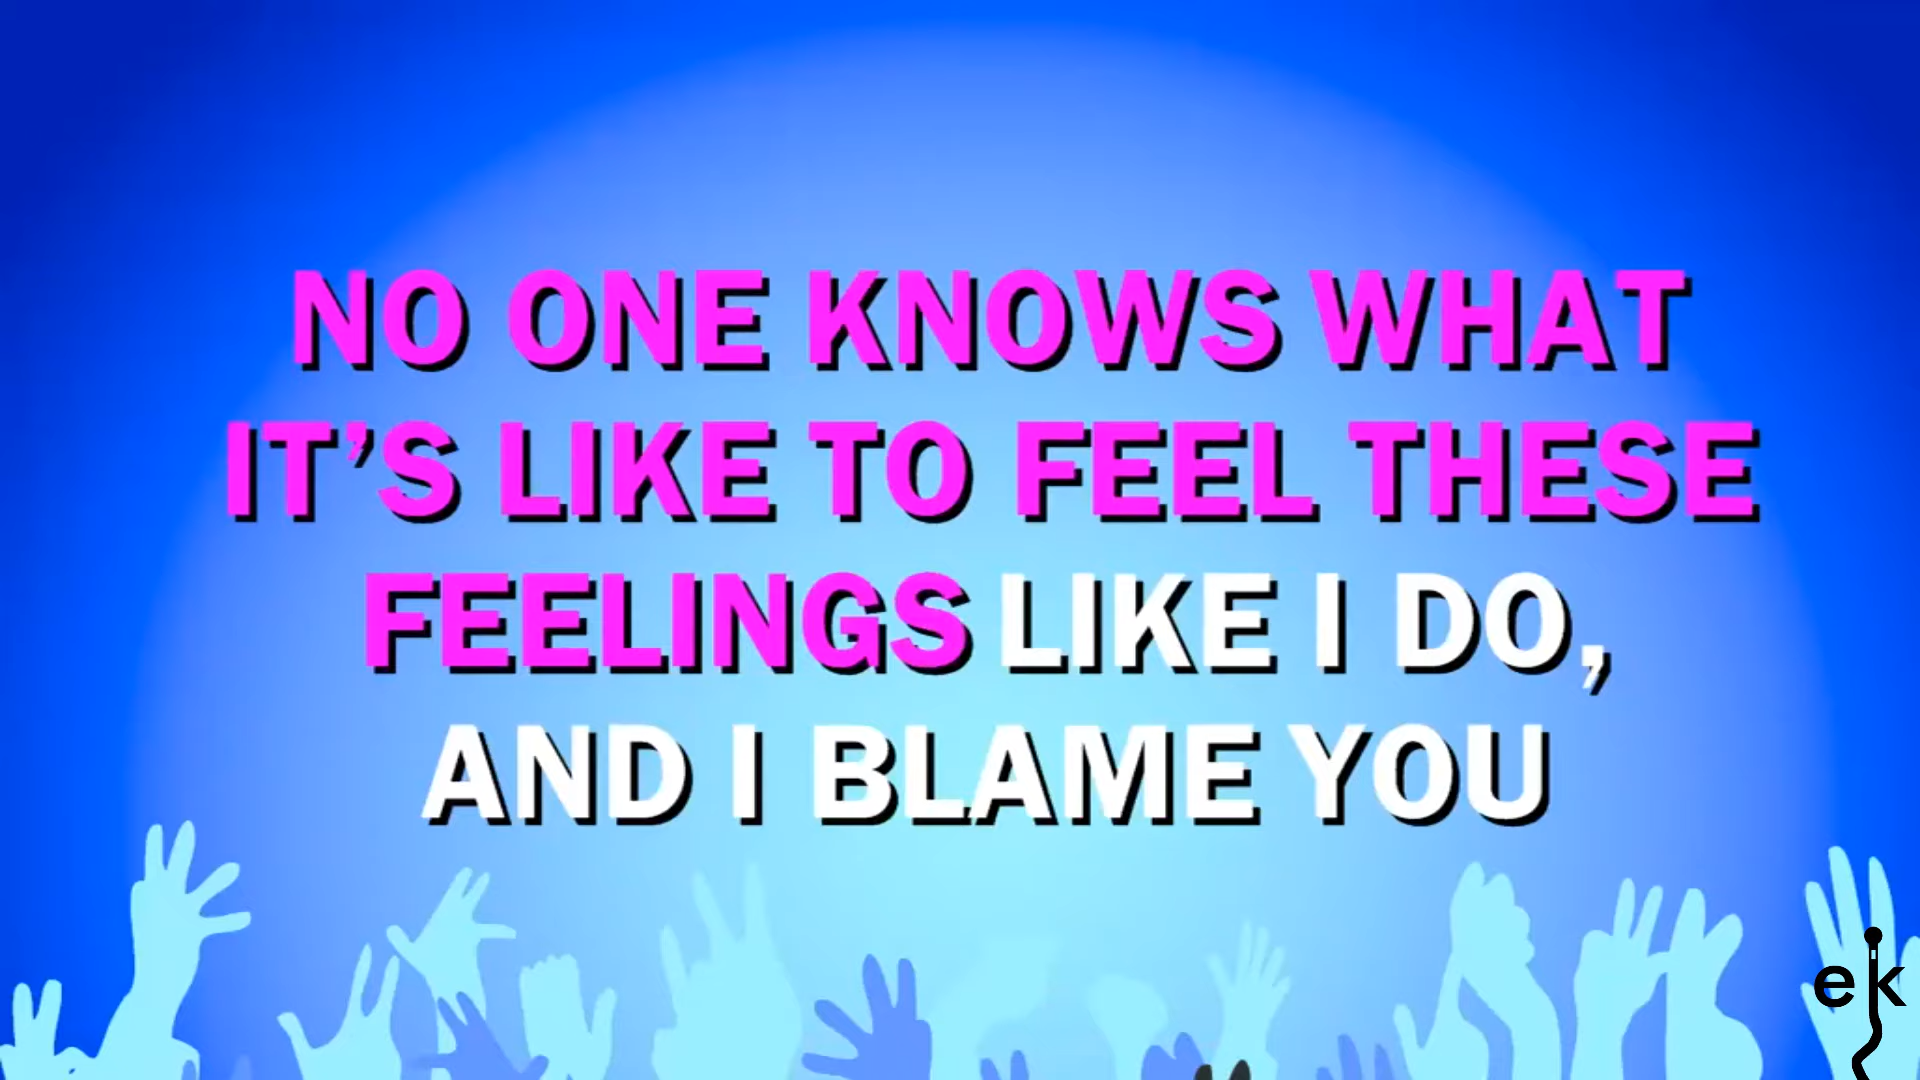 NO ONE KNOWS WHAT
IT’S LIKE TO FEEL THESE
FEELINGS LIKE I DO,
AND I BLAME YOU
ek